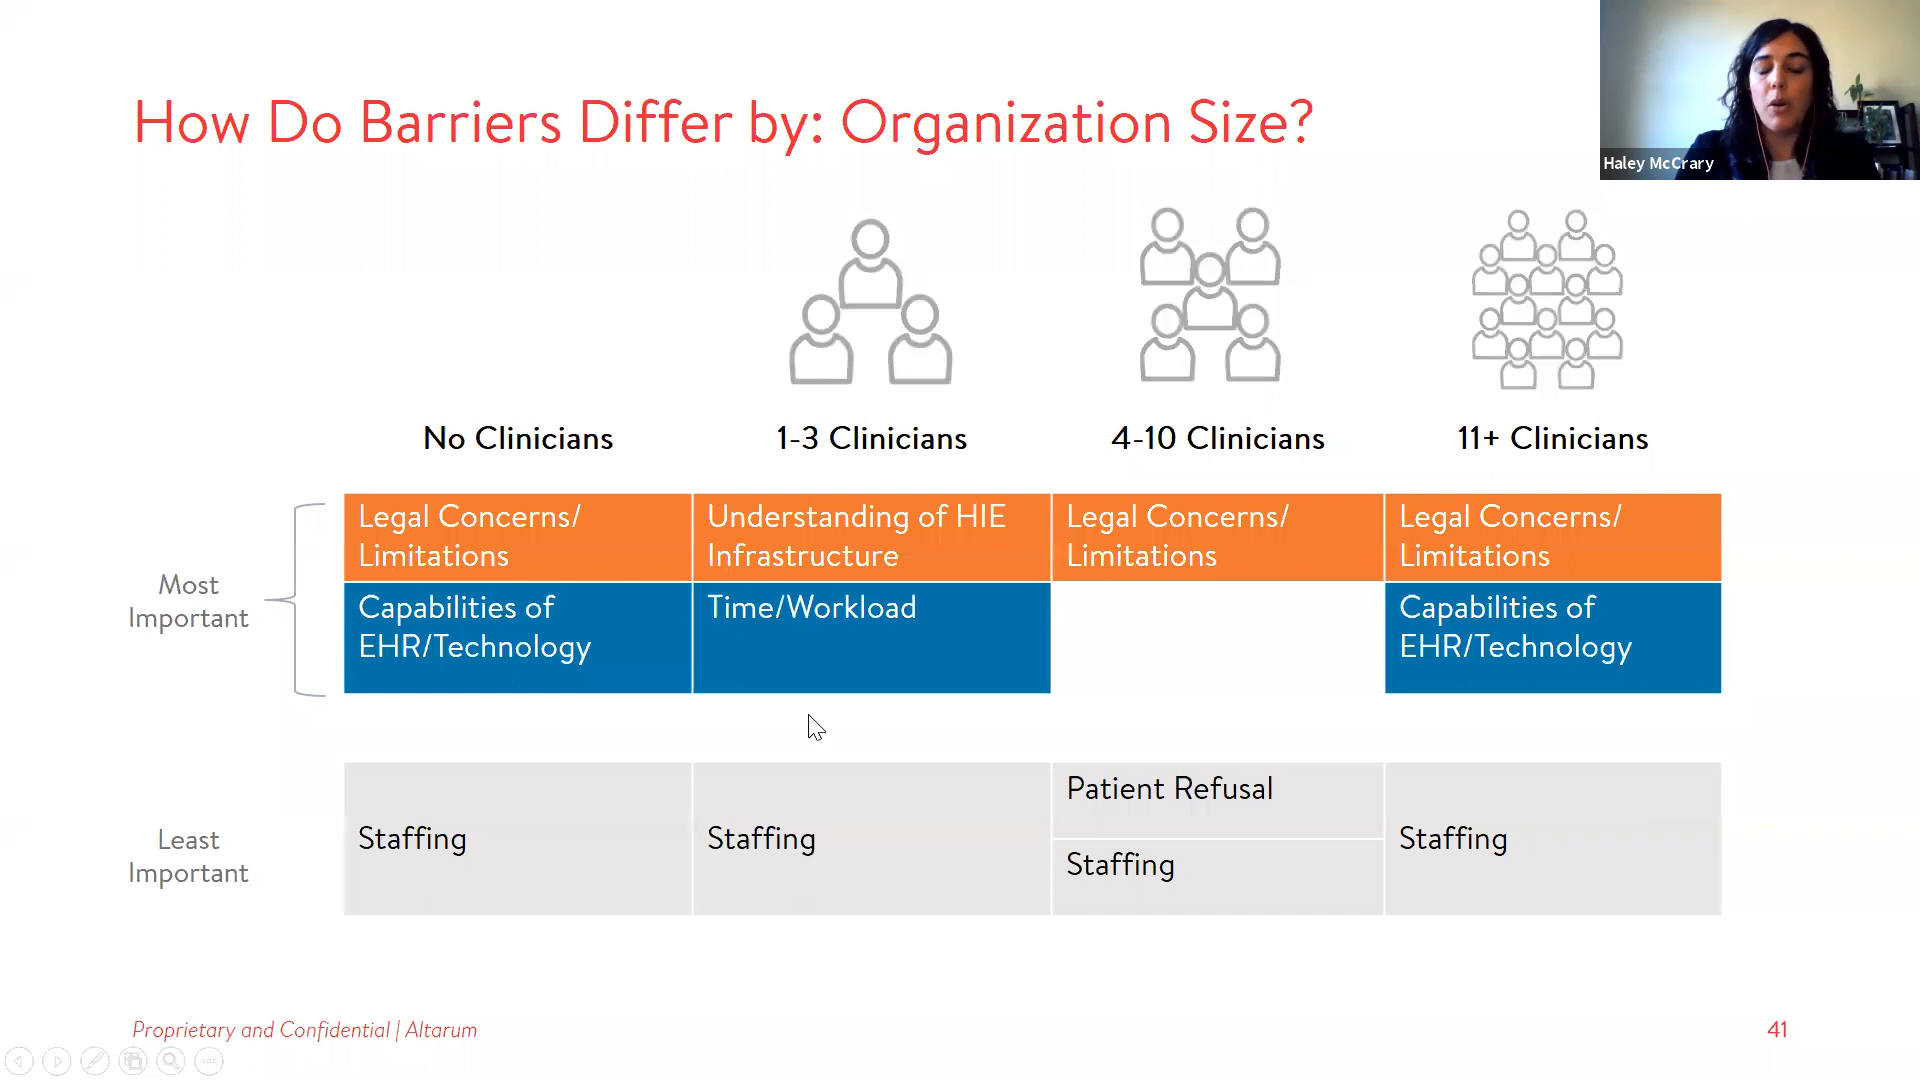 How Do Barriers Differ by: Organization Size?
Haley McCrary
No Clinicians
1-3 Clinicians
4-10 Clinicians
11+ Clinicians
Most
Important
Legal Concerns/
Limitations
Understanding of HIE
Infrastructure
Legal Concerns/
Limitations
Legal Concerns/
Limitations
Capabilities of
EHR/Technology
Time/Workload
Capabilities of
EHR/Technology
Least
Important
Staffing
Staffing
Patient Refusal
Staffing
Staffing
Proprietary and Confidential | Altarum
41